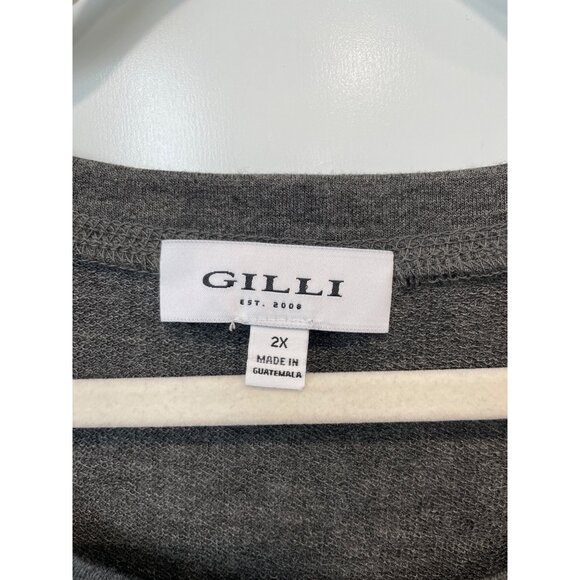 GILLI
EST. 2008
2X
MADE IN
GUATEMALA